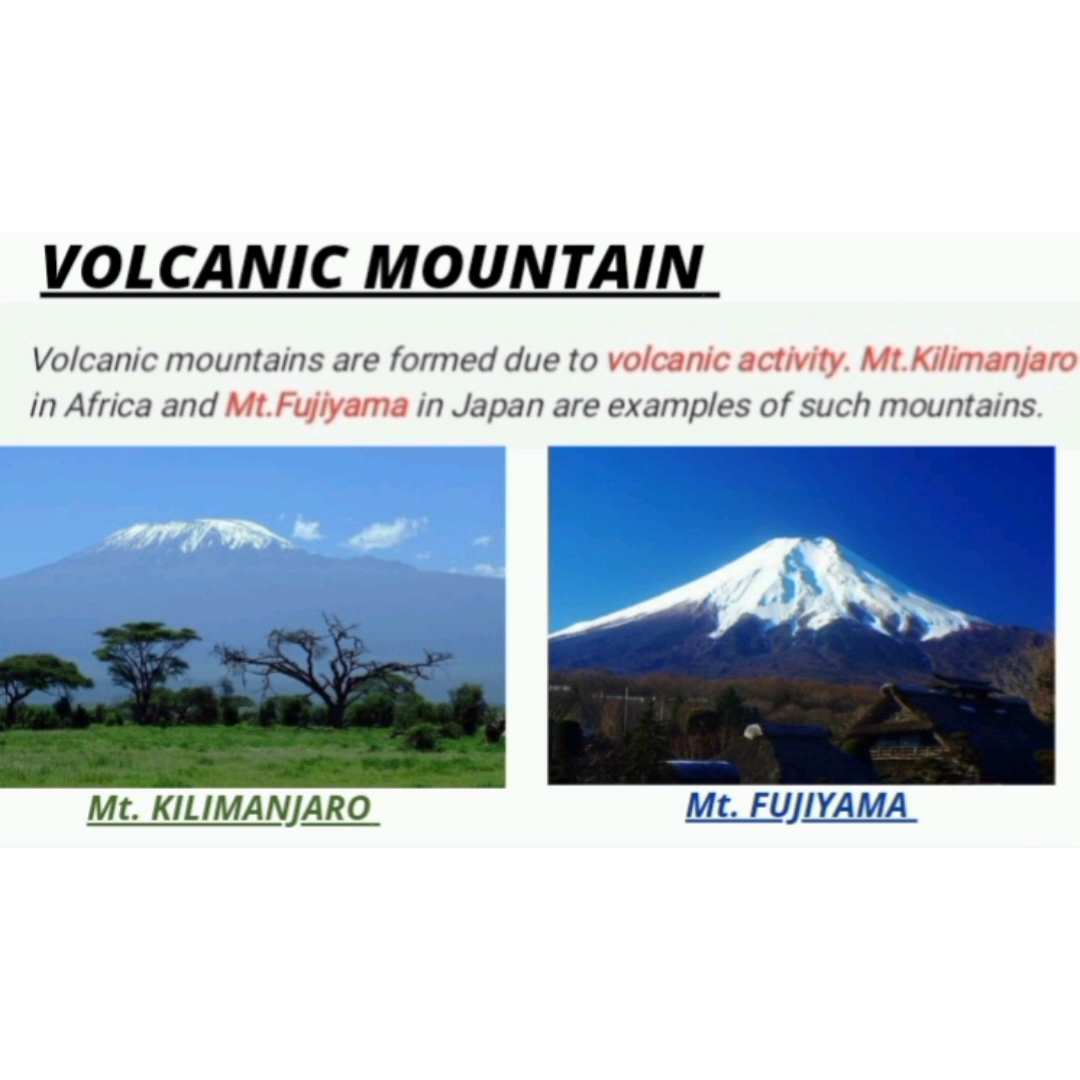 VOLCANIC MOUNTAIN
Volcanic mountains are formed due to volcanic activity. Mt.Kilimanjaro
in Africa and Mt.Fujiyama in Japan are examples of such mountains.
Mt. KILIMANJARO
Mt. FUJIYAMA